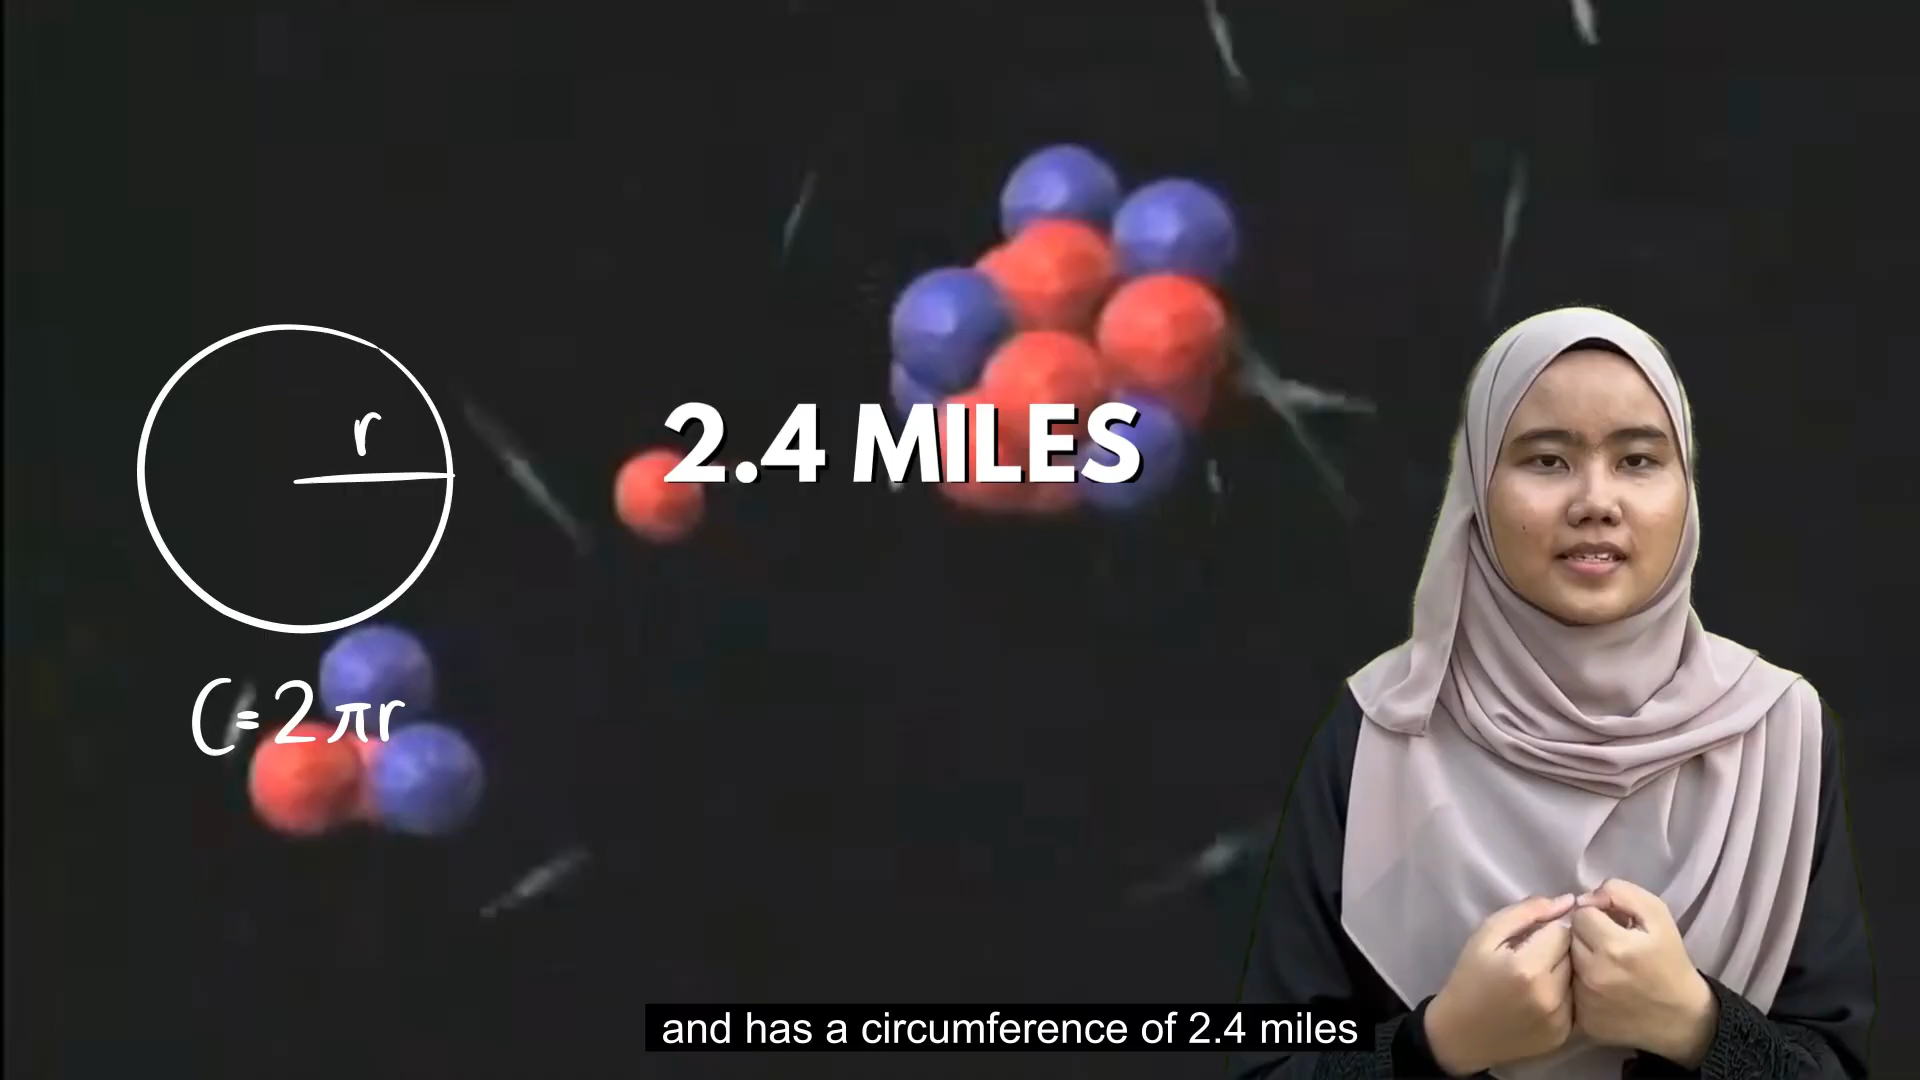 r
2.4 MILES
C=2πr
and has a circumference of 2.4 miles